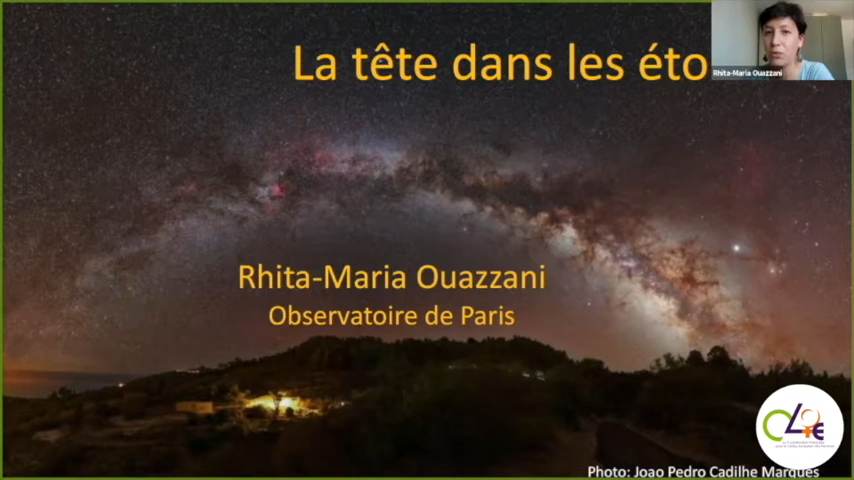 La tête dans les éto
Rhita-Maria Ouazzani
Rhita-Maria Ouazzani
Observatoire de Paris
CLEF
Photo: Joao Pedro Cadilhe Marques